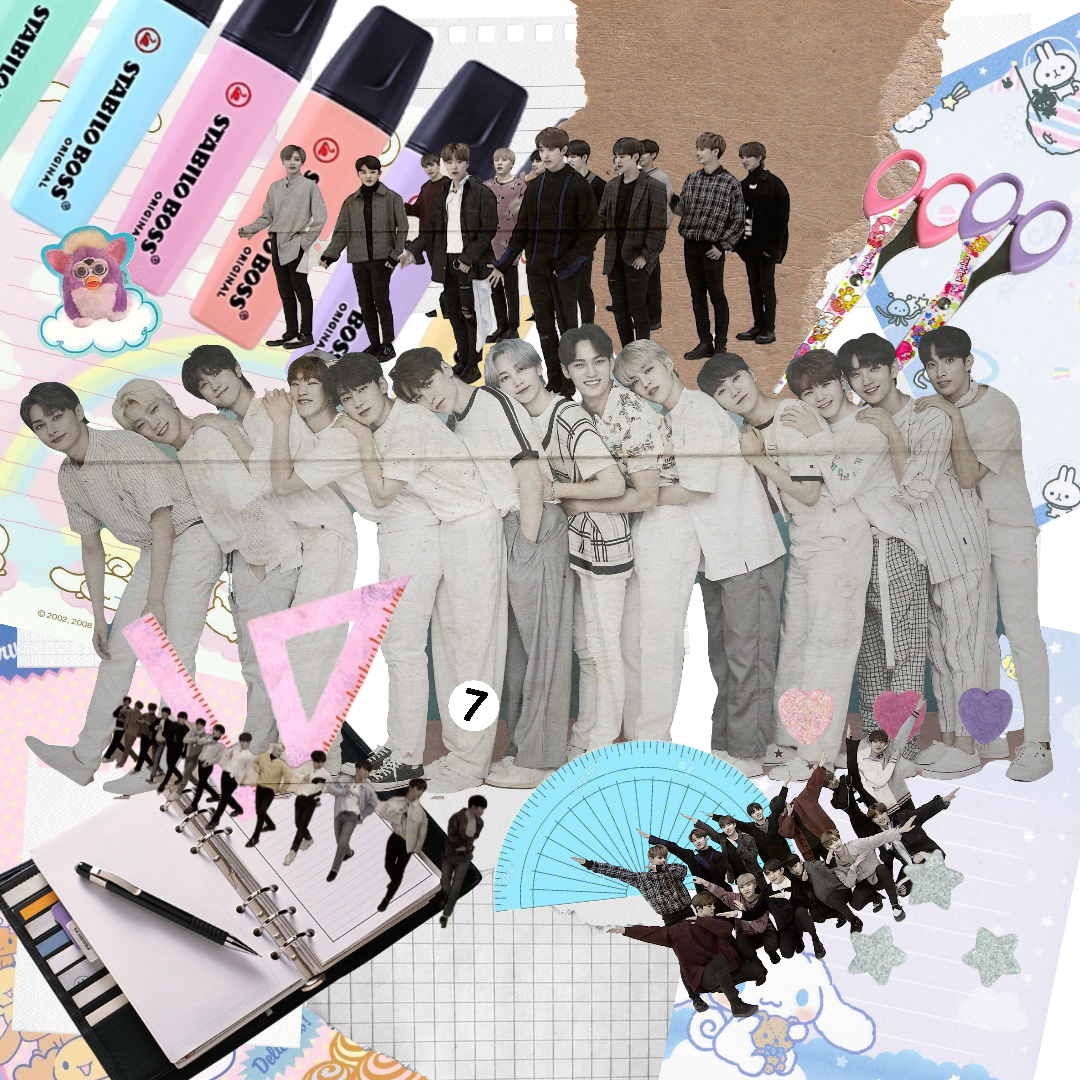 STABILO
STABILO BOSS®
ORIGINAL
STABILO BOSS®
ORIGINAL
BOSS®
ORIGINAL
BOSS
ORIGINAL
© 2002, 2008
7